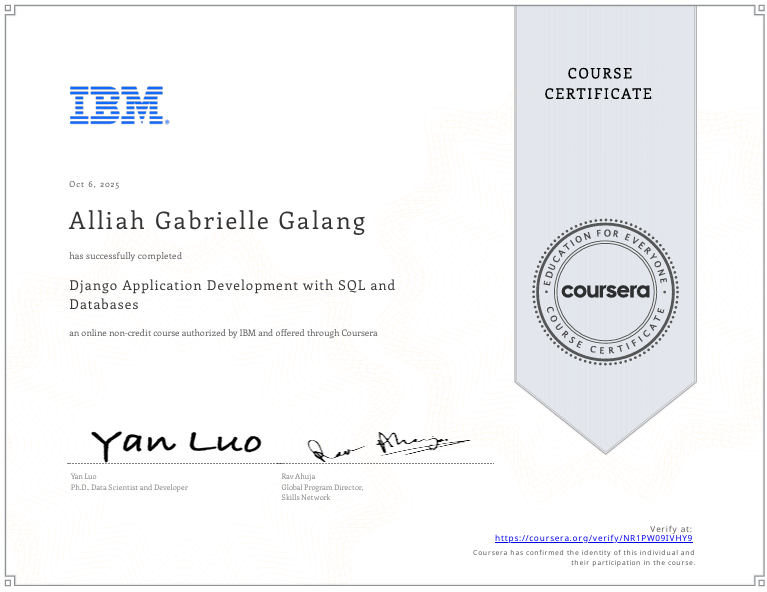 COURSE
CERTIFICATE
IBM®
Oct 6, 2025
Alliah Gabrielle Galang
has successfully completed
Django Application Development with SQL and
Databases
an online non-credit course authorized by IBM and offered through Coursera
EDUCATION FOR EVERYONE
coursera
COURSE CERTIFICATE
Yan Luo
Rav Ahuja
Yan Luo
Ph.D., Data Scientist and Developer
Rav Ahuja
Global Program Director,
Skills Network
Verify at:
https://coursera.org/verify/NR1PW09IVHY9
Coursera has confirmed the identity of this individual and
their participation in the course.